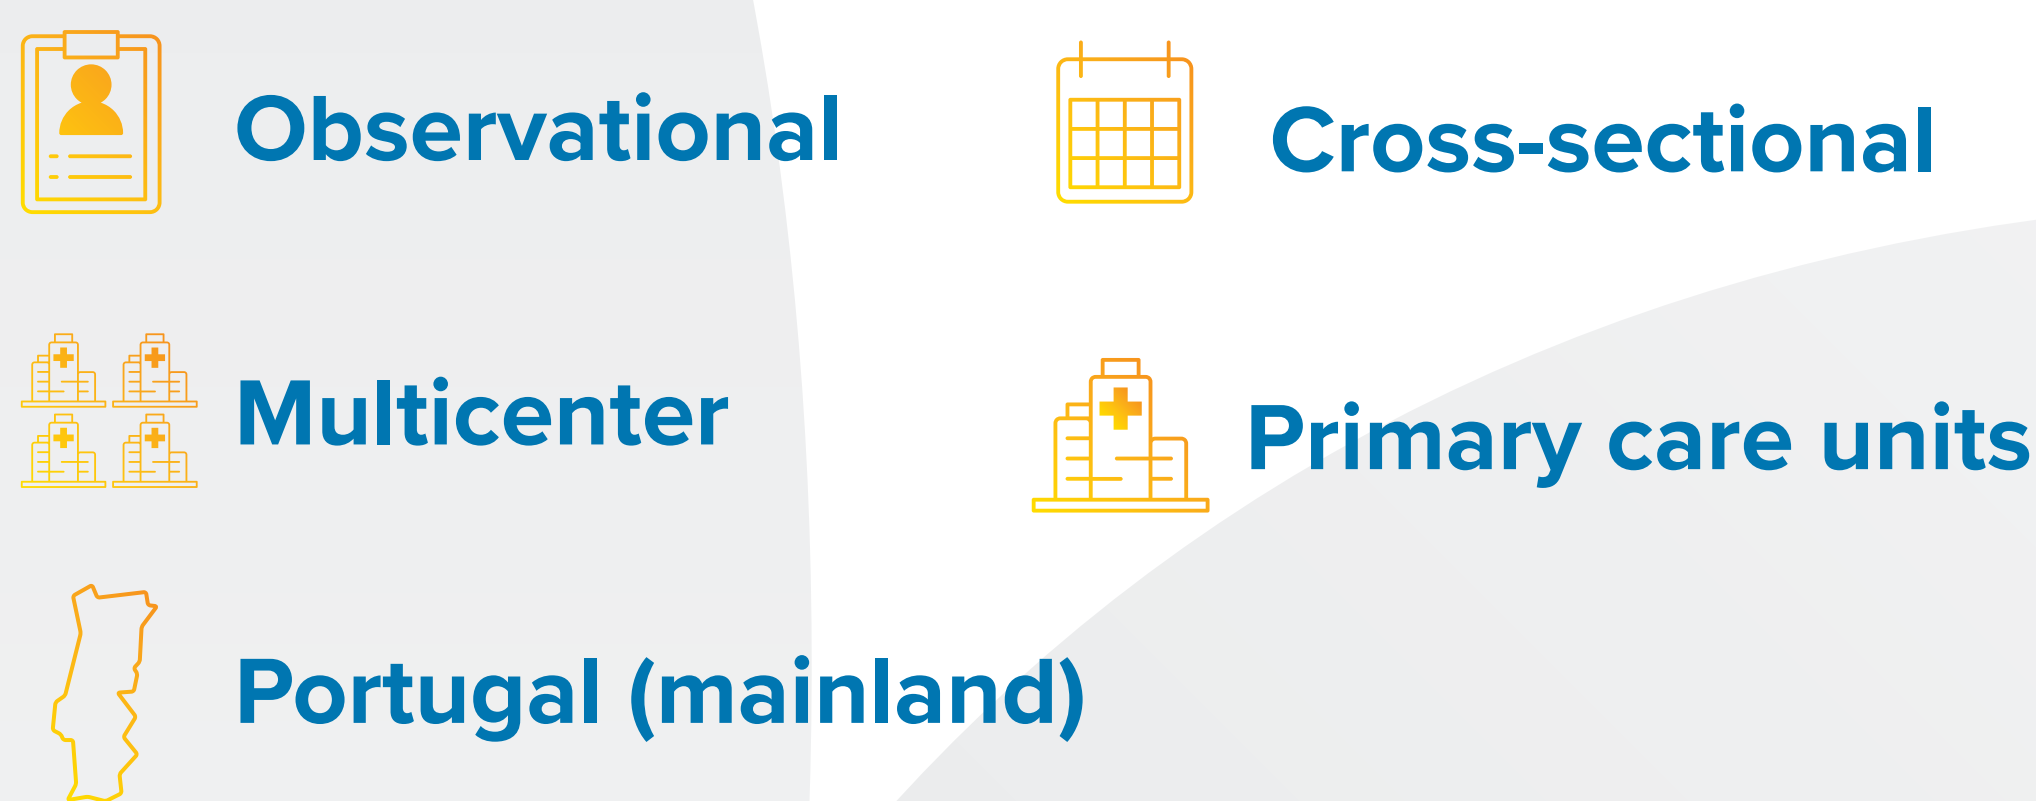 Observational
Cross-sectional
Multicenter
Primary care units
Portugal (mainland)